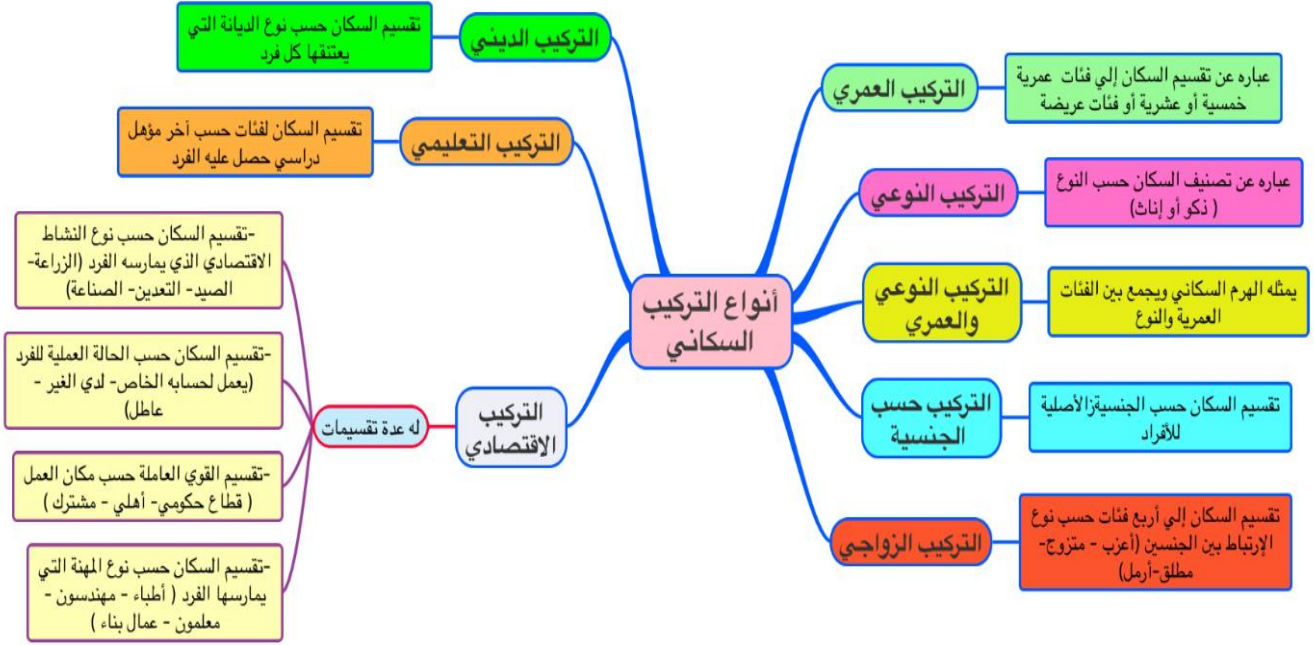 أنواع التركيب
السكاني
التركيب العمري
عباره عن تقسيم السكان إلي فئات عمرية
خمسية أو عشرية أو فئات عريضة
التركيب النوعي
عباره عن تصنيف السكان حسب النوع
( ذكو أو إناث)
التركيب النوعي
والعمري
يمثله الهرم السكاني ويجمع بين الفئات
العمرية والنوع
التركيب حسب
الجنسية
تقسيم السكان حسب الجنسيةزالأصلية
للأفراد
التركيب الزواجي
تقسيم السكان إلي أربع فئات حسب نوع
الإرتباط بين الجنسين (أعزب - متزوج-
مطلق-أرمل)
التركيب الديني
تقسيم السكان حسب نوع الديانة التي
يعتنقها كل فرد
التركيب التعليمي
تقسيم السكان لفئات حسب آخر مؤهل
دراسي حصل عليه الفرد
التركيب
الاقتصادي
له عدة تقسيمات
-تقسيم السكان حسب نوع النشاط
الاقتصادي الذي يمارسه الفرد (الزراعة-
الصيد- التعدين- الصناعة)
-تقسيم السكان حسب الحالة العملية للفرد
(يعمل لحسابه الخاص- لدي الغير -
عاطل)
-تقسيم القوي العاملة حسب مكان العمل
( قطاع حكومي- أهلي - مشترك )
-تقسيم السكان حسب نوع المهنة التي
يمارسها الفرد ( أطباء - مهندسون -
معلمون - عمال بناء )